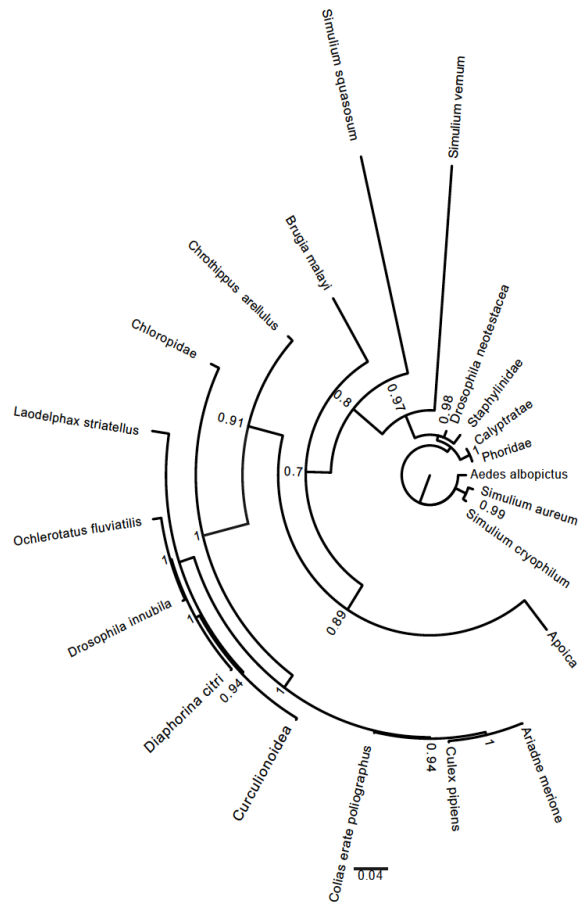 Simulium squasosum
Simulium vernum
Brugia malayi
Chrothippus arellulus
Drosophila neotestacea
Chloropidae
0.8
0.97
0.98
Staphylinidae
Calyptratae
1
Phoridae
Laodelphax striatellus
0.91
0.7
Aedes albopictus
Simulium aureum
0.99
Simulium cryophilum
Ochlerotatus fluviatilis
1
1
0.89
Drosophila innubila
1
Apoica
Diaphorina citri
0.94
1
Curculionoidea
Colias erate poliographus
0.94
Culex pipiens
1
Ariadne merione
0.04